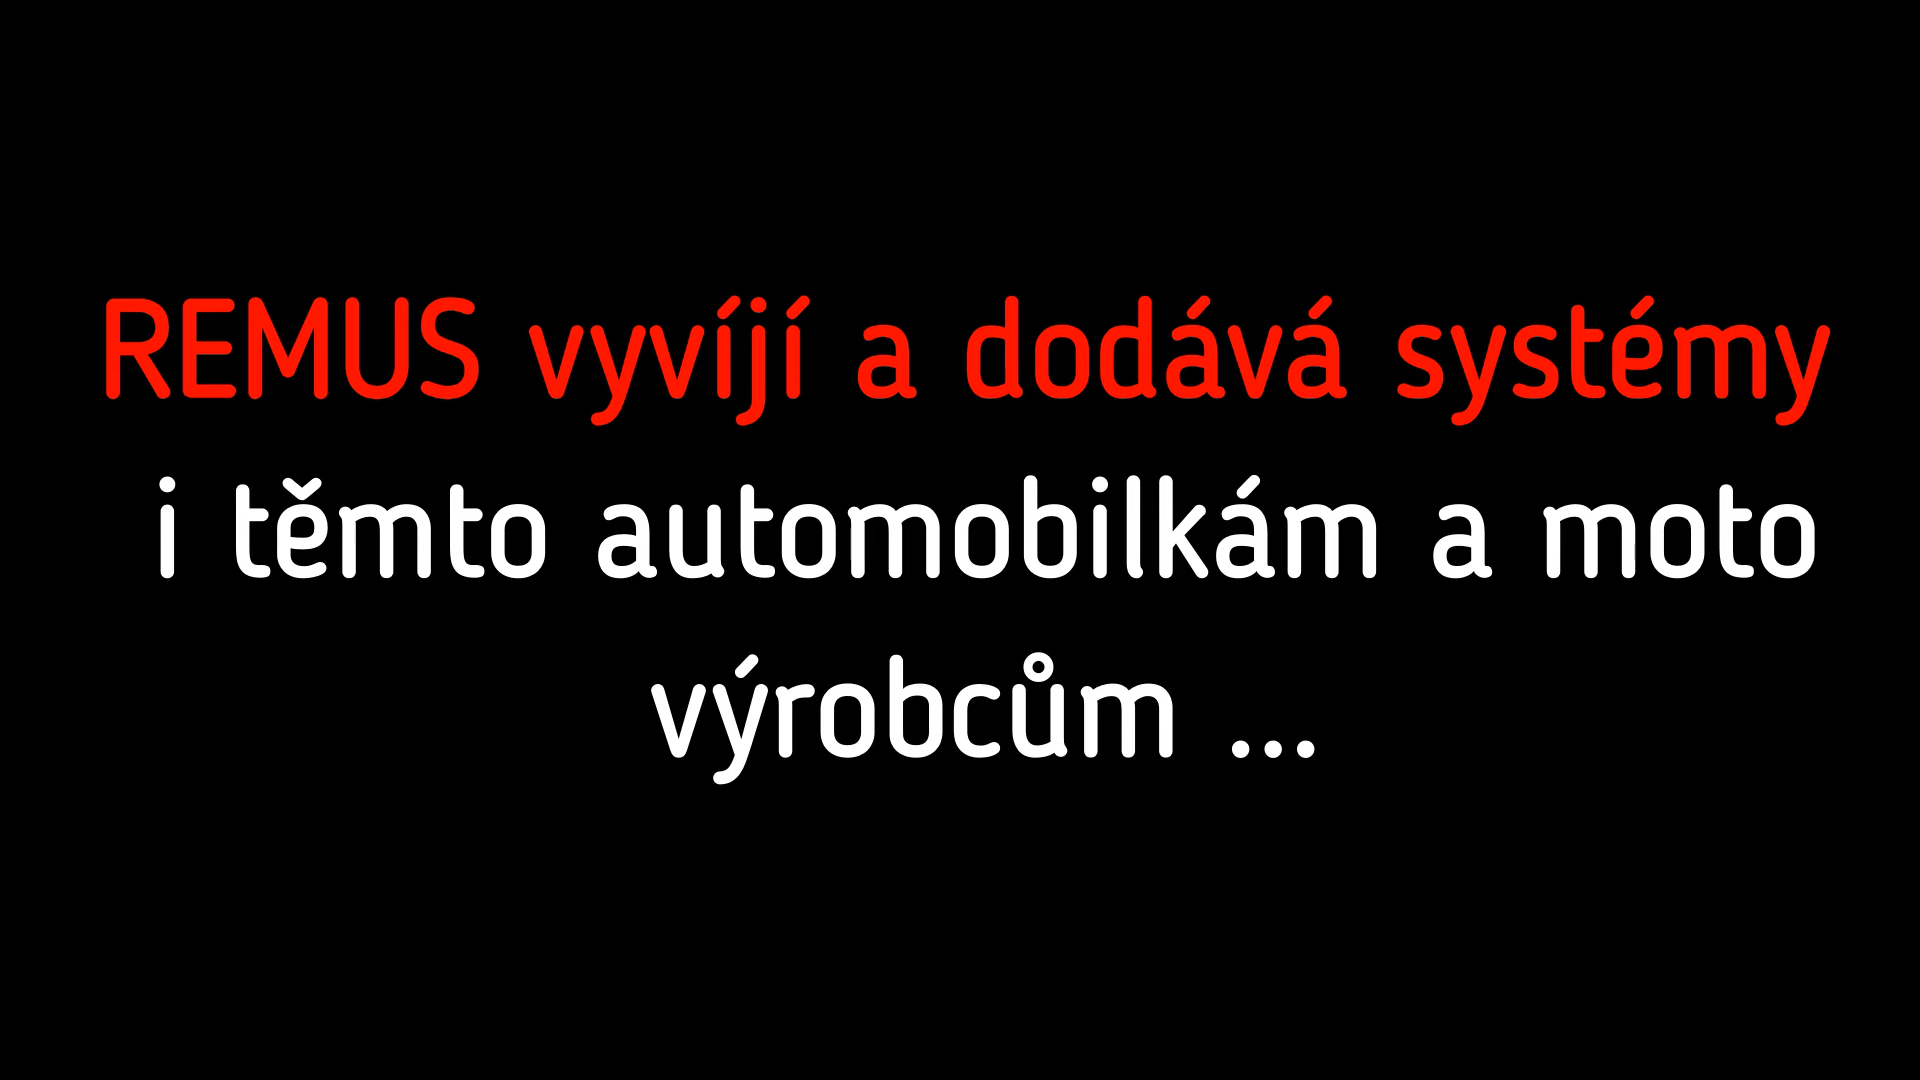 REMUS vyvíjí a dodává systémy
i těmto automobilkám a moto
výrobcům ...